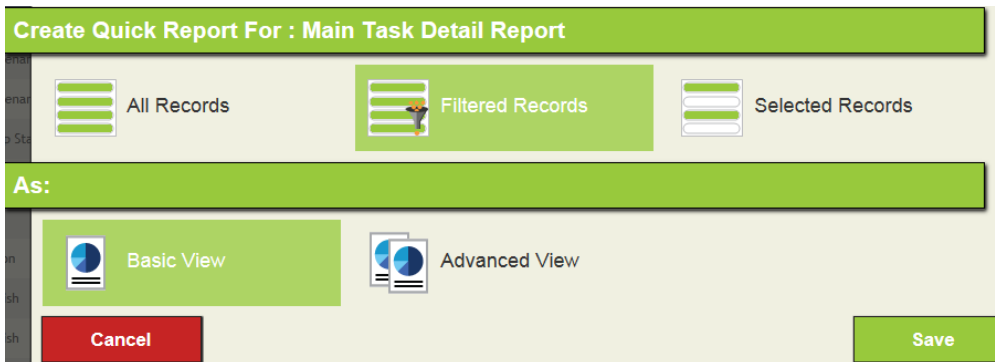 Create Quick Report For : Main Task Detail Report
All Records
Filtered Records
Selected Records
As:
Basic View
Advanced View
Cancel
Save